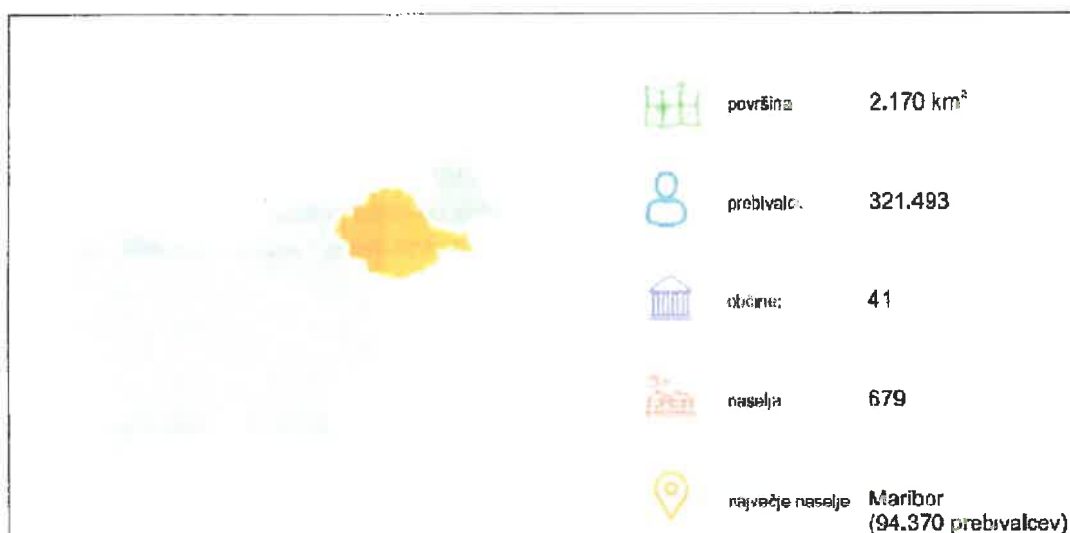 površina 2.170 km²
prebivalci 321.493
občine: 41
naselja 679
največje naselje Maribor
(94.370 prebivalcev)